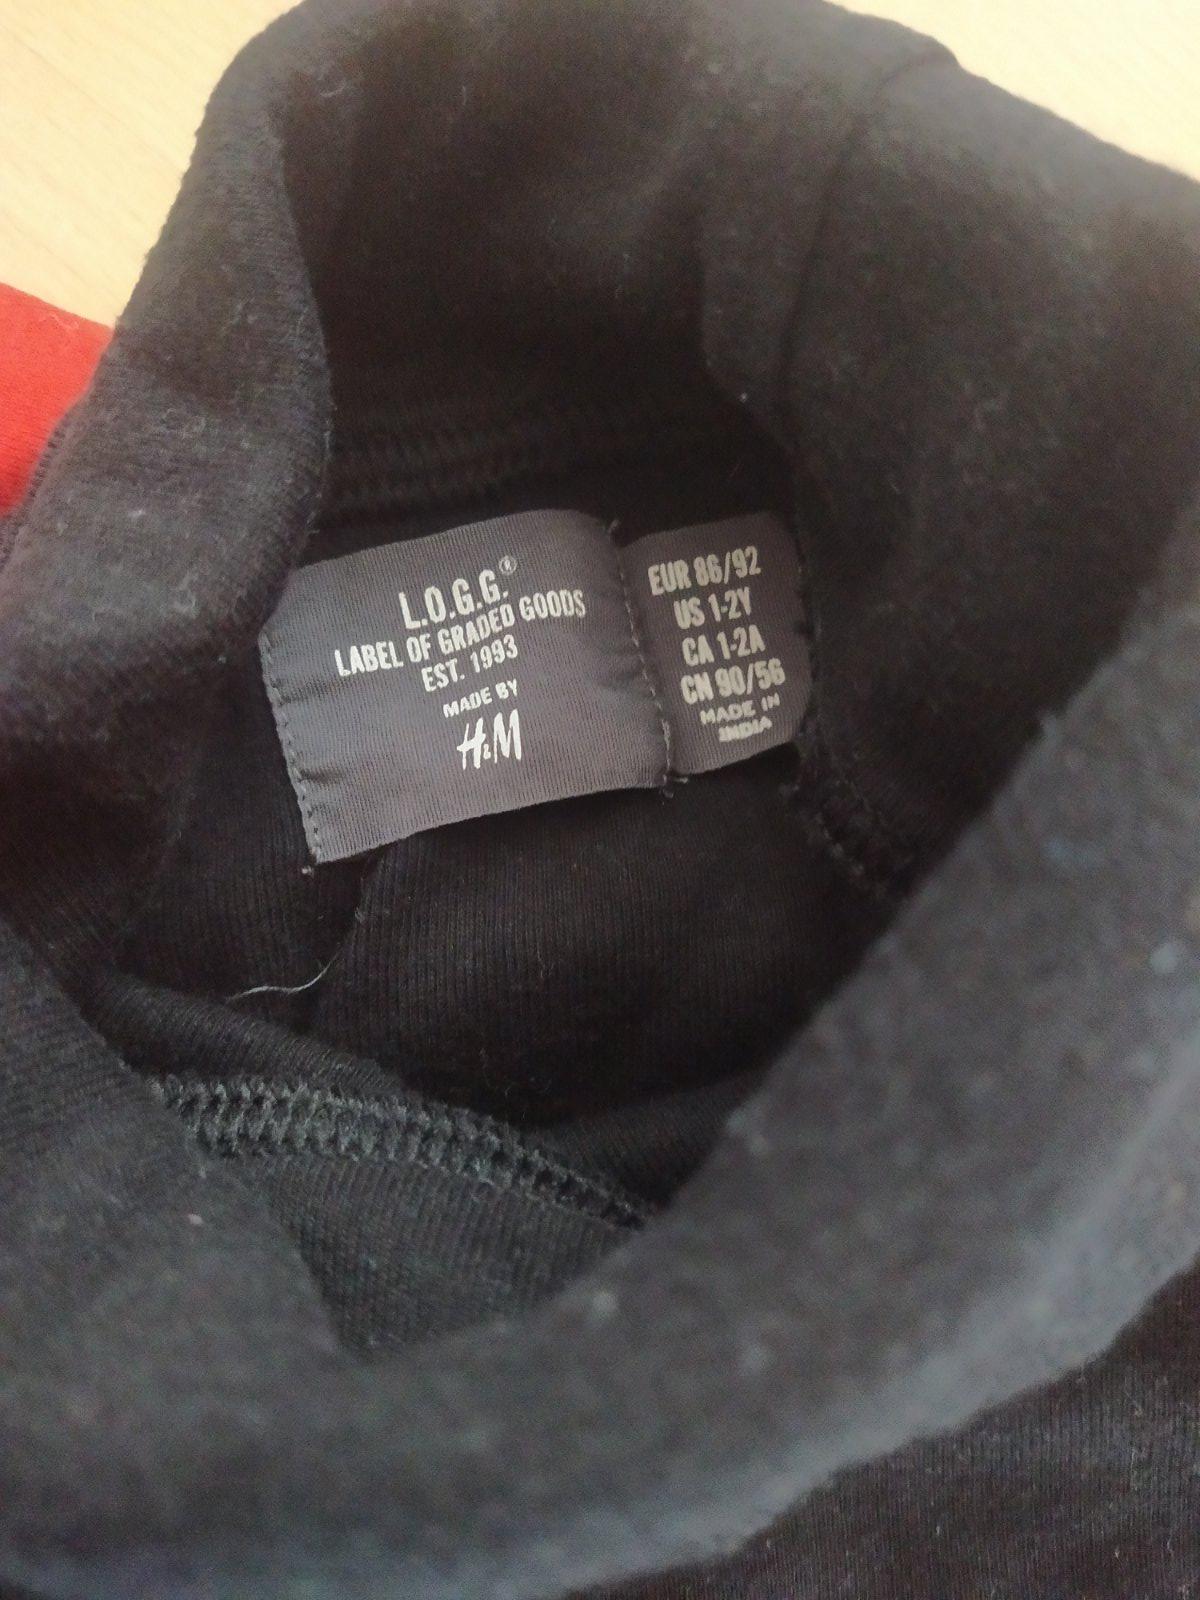 L.O.G.G.®
LABEL OF GRADED GOODS
EST. 1993
MADE BY
H&M
EUR 86/92
US 1-2Y
CA 1-2A
CN 90/56
MADE IN
INDIA